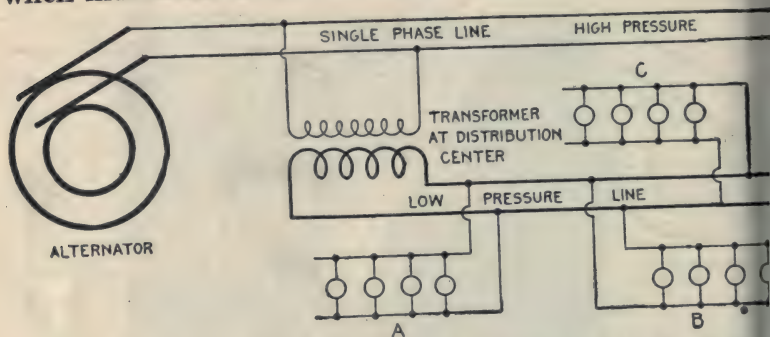 SINGLE PHASE LINE HIGH PRESSURE
C
TRANSFORMER
AT DISTRIBUTION
CENTER
LOW PRESSURE LINE
ALTERNATOR
A
B